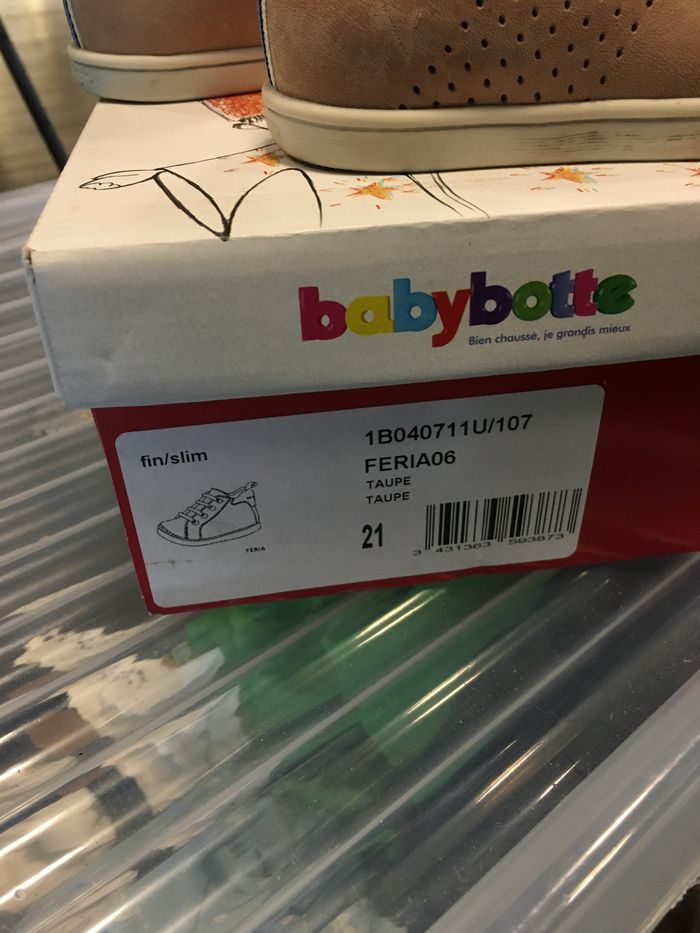 babybotte
Bien chaussé, je grandis mieux
fin/slim
1B040711U/107
FERIA06
TAUPE
TAUPE
21
FERIA
3 431363 593873